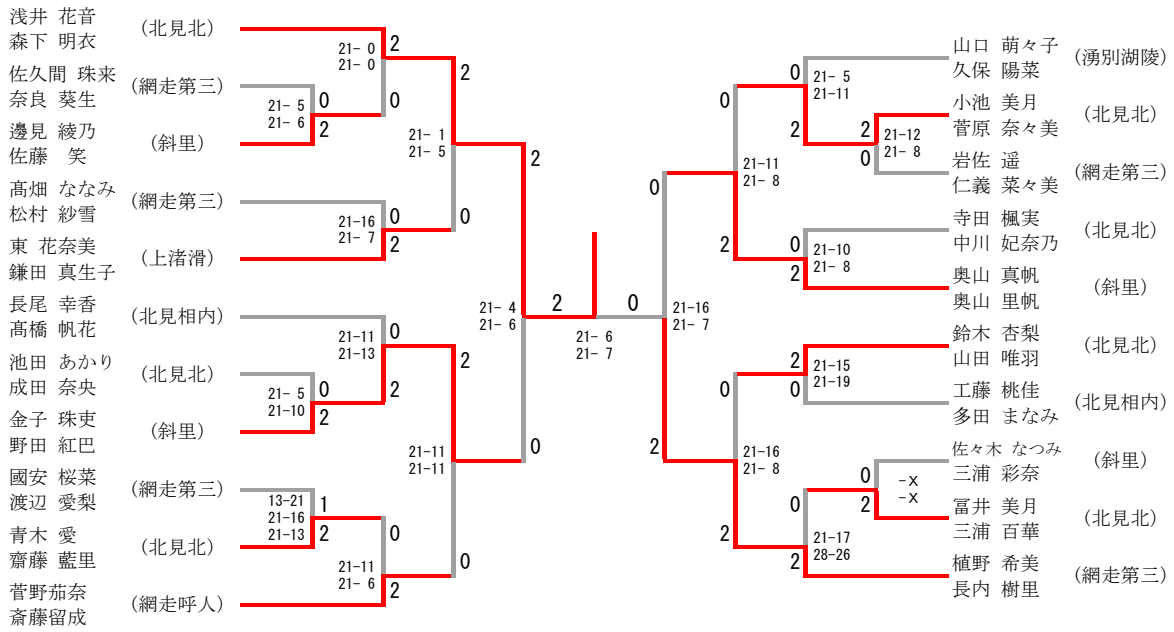 浅井 花音
森下 明衣
(北見北)
佐久間 珠来
奈良 葵生
(網走第三)
邊見 綾乃
佐藤 笑
(斜里)
髙畑 ななみ
松村 紗雪
(網走第三)
東 花奈美
鎌田 真生子
(上渚滑)
長尾 幸香
髙橋 帆花
(北見相内)
池田 あかり
成田 奈央
(北見北)
金子 珠吏
野田 紅巴
(斜里)
國安 桜菜
渡辺 愛梨
(網走第三)
青木 愛
齋藤 藍里
(北見北)
菅野茄奈
斎藤留成
(網走呼人)
21- 5
21- 6
0
2
13-21
21-16
21-13
1
2
21- 5
21-10
0
2
21- 0
21- 0
2
0
21-16
21- 7
0
2
21-11
21-13
0
2
21-11
21- 6
0
2
21- 1
21- 5
2
0
21-11
21-11
2
0
21- 4
21- 6
2
0
2
0
21- 6
21- 7
21-16
21- 7
0
2
21-11
21- 8
0
2
21-16
21- 8
0
2
21- 5
21-11
0
2
21-10
21- 8
0
2
21-15
21-19
2
0
21-17
28-26
0
2
21-12
21- 8
2
0
-X
-X
0
2
山口 萌々子
久保 陽菜
(湧別湖陵)
小池 美月
菅原 奈々美
(北見北)
岩佐 遥
仁義 菜々美
(網走第三)
寺田 楓実
中川 妃奈乃
(北見北)
奥山 真帆
奥山 里帆
(斜里)
鈴木 杏梨
山田 唯羽
(北見北)
工藤 桃佳
多田 まなみ
(北見相内)
佐々木 なつみ
三浦 彩奈
(斜里)
冨井 美月
三浦 百華
(北見北)
植野 希美
長内 樹里
(網走第三)